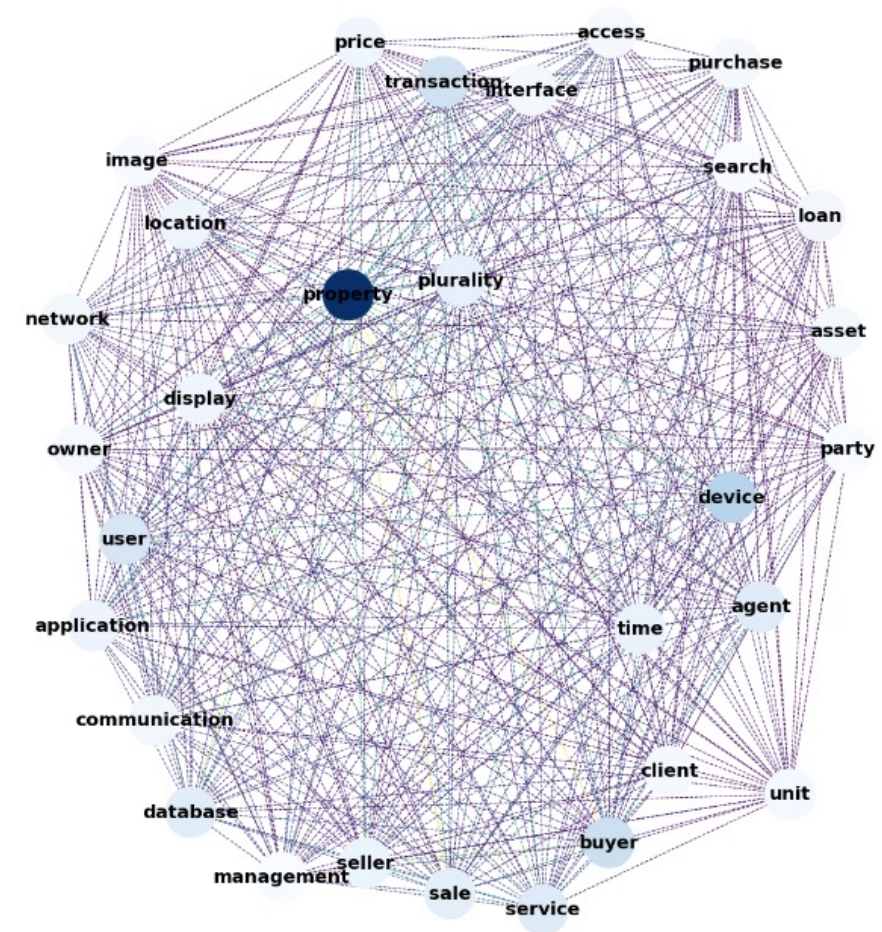 access
price
purchase
transaction
interface
image
search
location
loan
plurality
property
network
asset
display
owner
party
device
user
agent
application
time
communication
client
unit
database
buyer
seller
management
sale
service